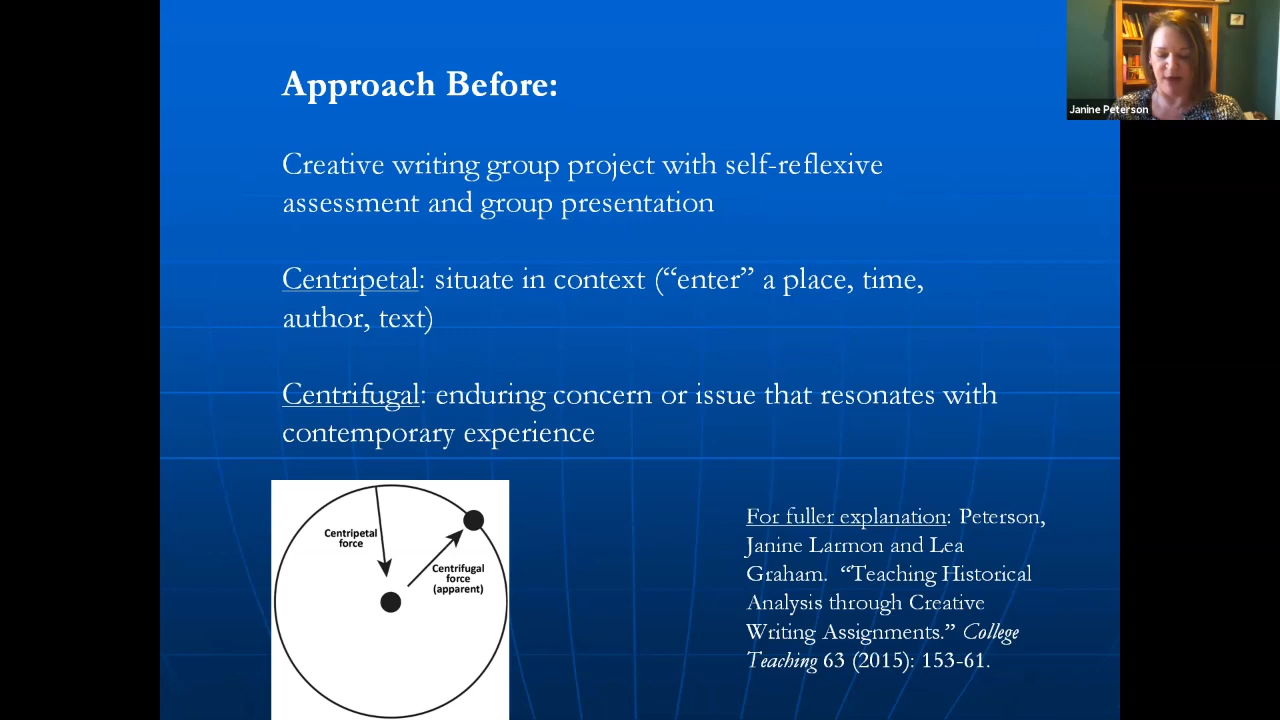 Approach Before:
Janine Peterson
Creative writing group project with self-reflexive
assessment and group presentation
Centripetal: situate in context (“enter” a place, time,
author, text)
Centrifugal: enduring concern or issue that resonates with
contemporary experience
Centripetal
force
Centrifugal
force
(apparent)
For fuller explanation: Peterson,
Janine Larmon and Lea
Graham. “Teaching Historical
Analysis through Creative
Writing Assignments.” College
Teaching 63 (2015): 153-61.